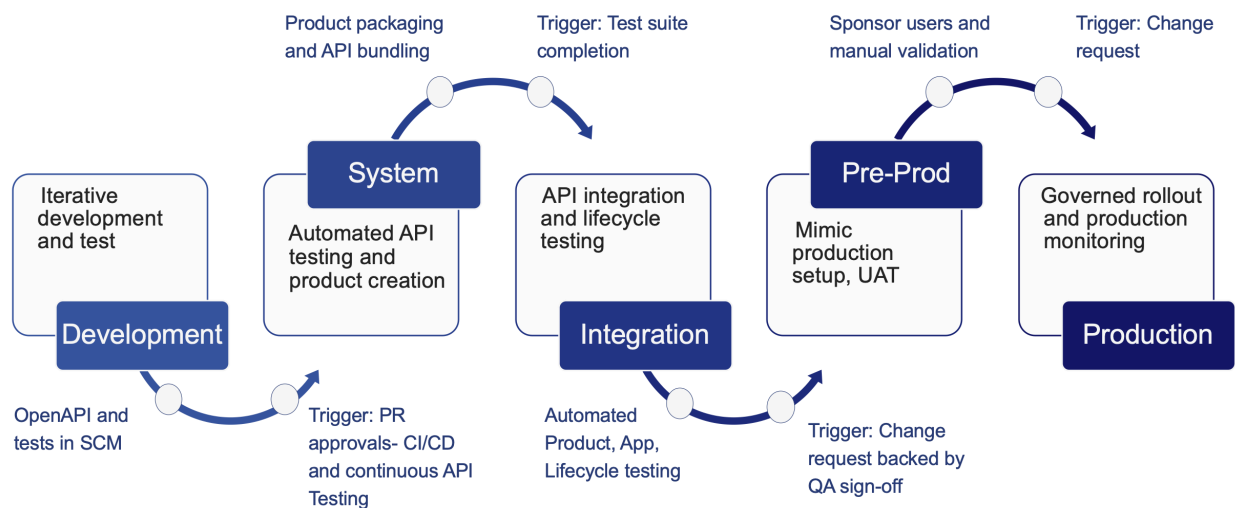 Product packaging
and API bundling
Trigger: Test suite
completion
Sponsor users and
manual validation
Trigger: Change
request
Iterative
development
and test
Development
System
Automated API
testing and
product creation
API integration
and lifecycle
testing
Integration
Pre-Prod
Mimic
production
setup, UAT
Governed rollout
and production
monitoring
Production
OpenAPI and
tests in SCM
Trigger: PR
approvals- CI/CD
and continuous API
Testing
Automated
Product, App,
Lifecycle testing
Trigger: Change
request backed by
QA sign-off